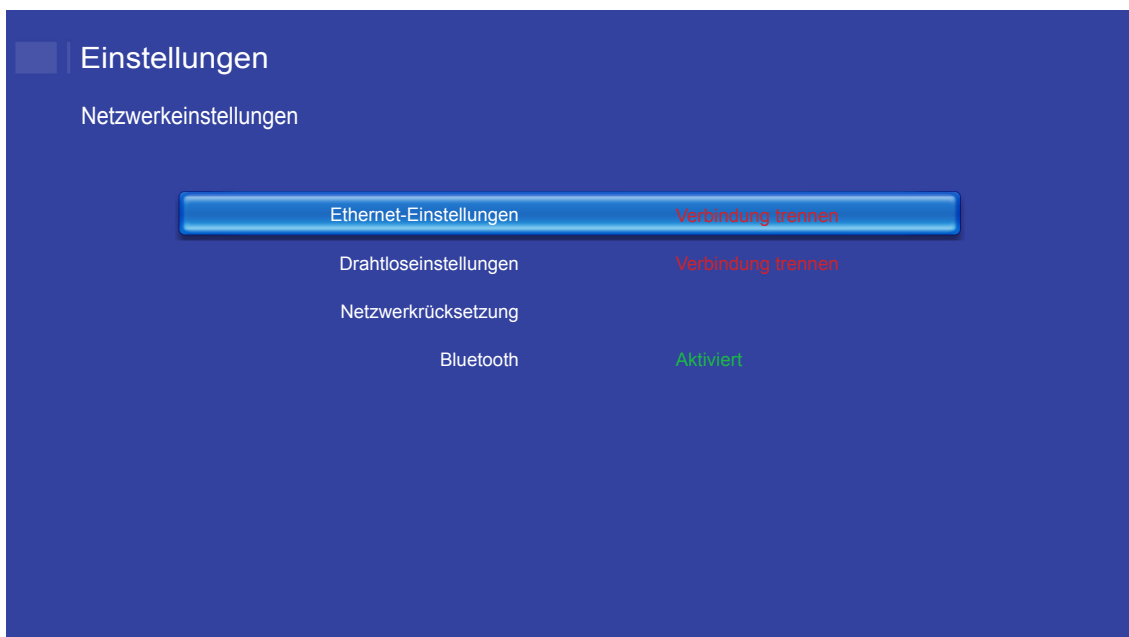 Einstellungen
Netzwerkeinstellungen
Ethernet-Einstellungen Verbindung trennen
Drahtloseinstellungen Verbindung trennen
Netzwerkrücksetzung
Bluetooth Aktiviert